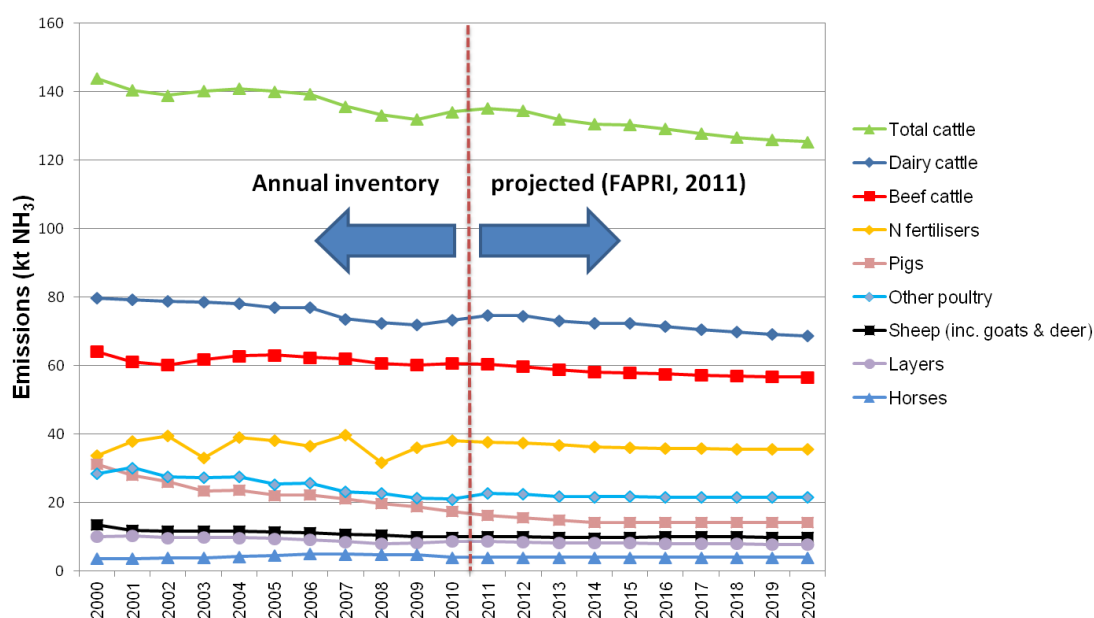 160
140
120
100
80
60
40
20
0
Emissions (kt NH3)
Annual inventory
projected (FAPRI, 2011)
2000
2001
2002
2003
2004
2005
2006
2007
2008
2009
2010
2011
2012
2013
2014
2015
2016
2017
2018
2019
2020
Total cattle
Dairy cattle
Beef cattle
N fertilisers
Pigs
Other poultry
Sheep (inc. goats & deer)
Layers
Horses